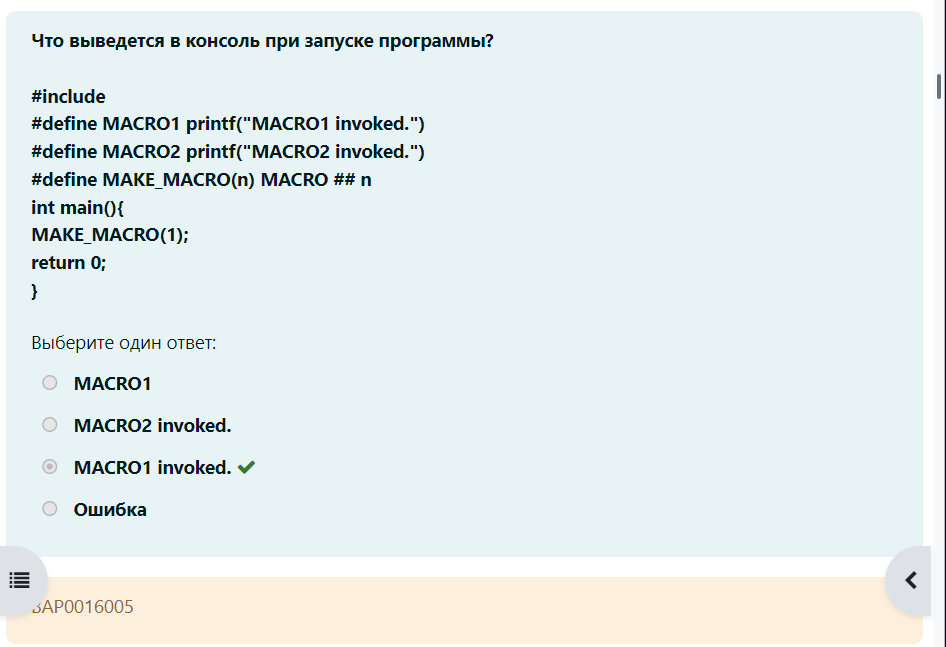 Что выведется в консоль при запуске программы?
#include
#define MACRO1 printf("MACRO1 invoked.")
#define MACRO2 printf("MACRO2 invoked.")
#define MAKE_MACRO(n) MACRO ## n
int main(){
MAKE_MACRO(1);
return 0;
}
Выберите один ответ:
MACRO1
MACRO2 invoked.
MACRO1 invoked.
Ошибка
BAP0016005